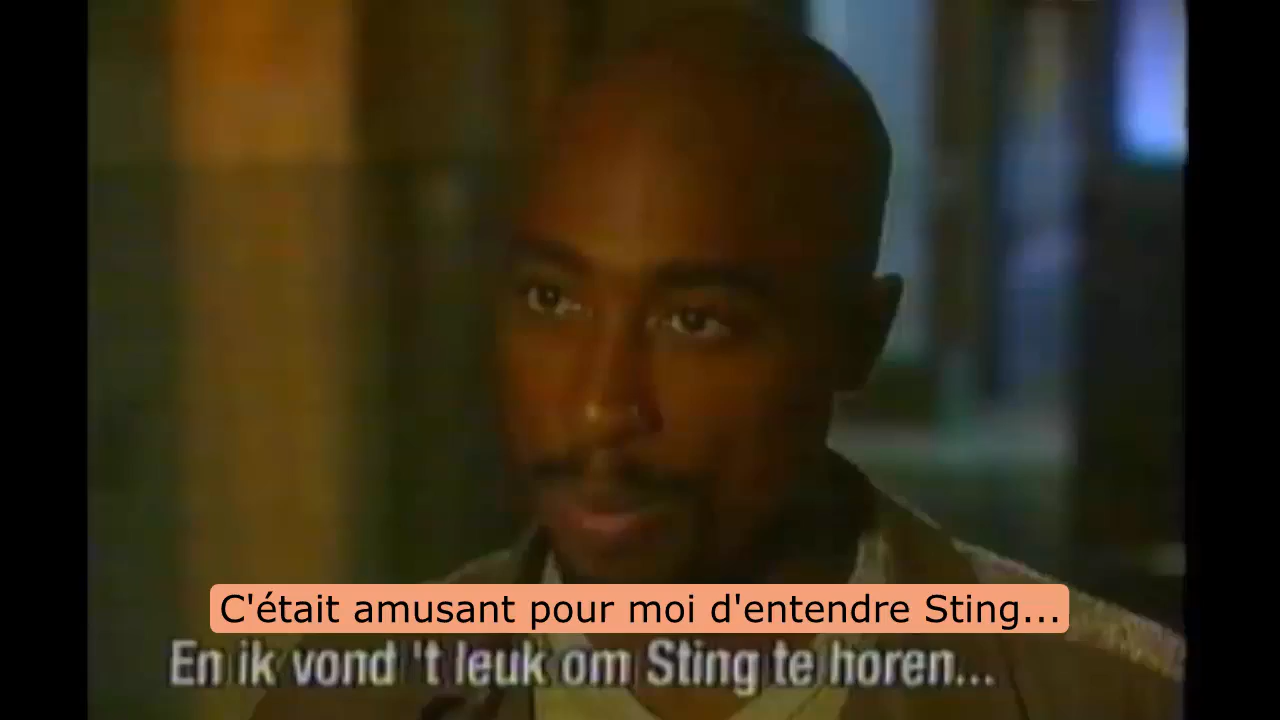 C'était amusant pour moi d'entendre Sting...
En ik vond 't leuk om Sting te horen...